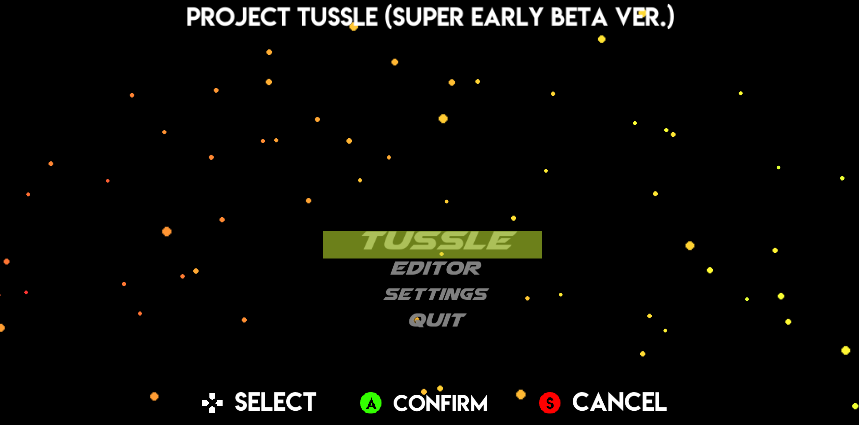 PROJECT TUSSLE (SUPER EARLY BETA VER.)
TUSSLE
EDITOR
SETTINGS
QUIT
SELECT A CONFIRM S CANCEL